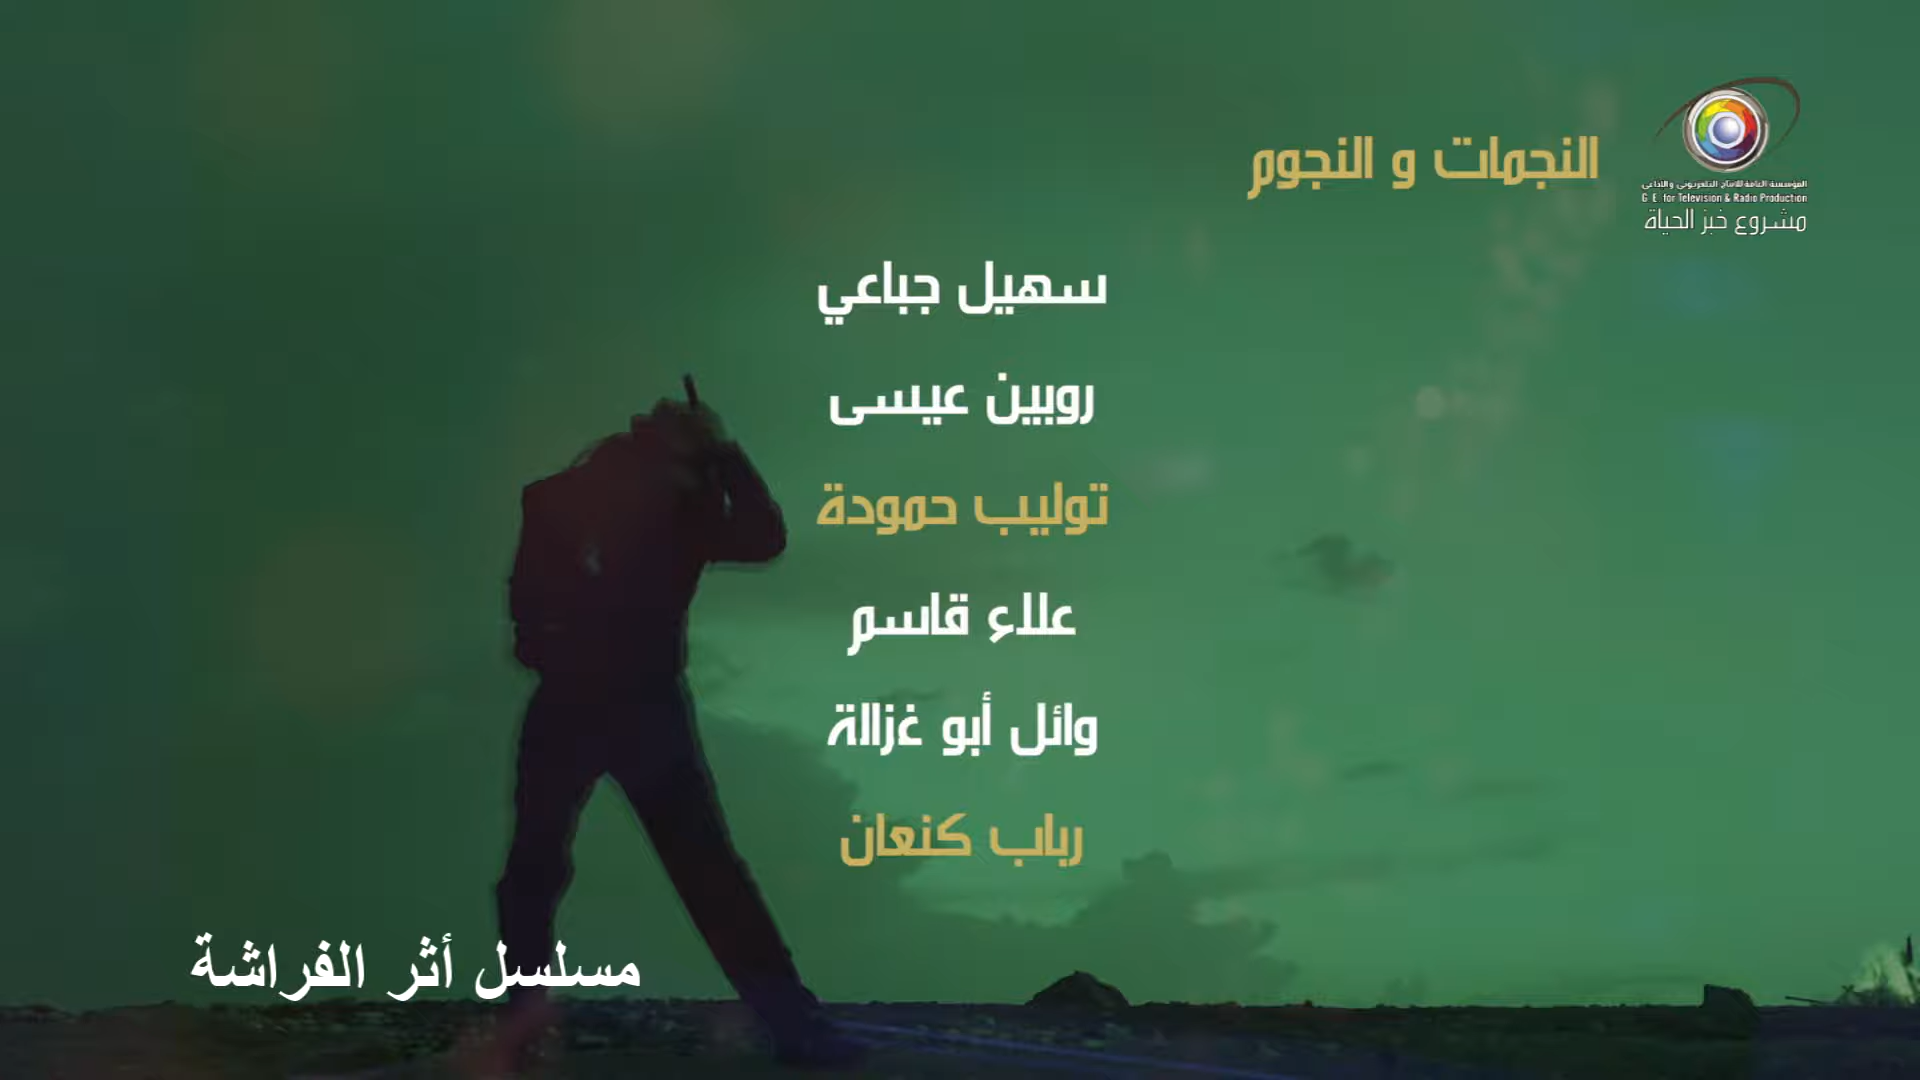 النجمات و النجوم
المؤسسة العامة للإنتاج التلفزيوني والإذاعي
G. E. for Television & Radio Production
مشروع خبز الحياة
سهيل جباعي
روبين عيسى
توليب حمودة
علاء قاسم
وائل أبو غزالة
رباب كنعان
مسلسل أثر الفراشة